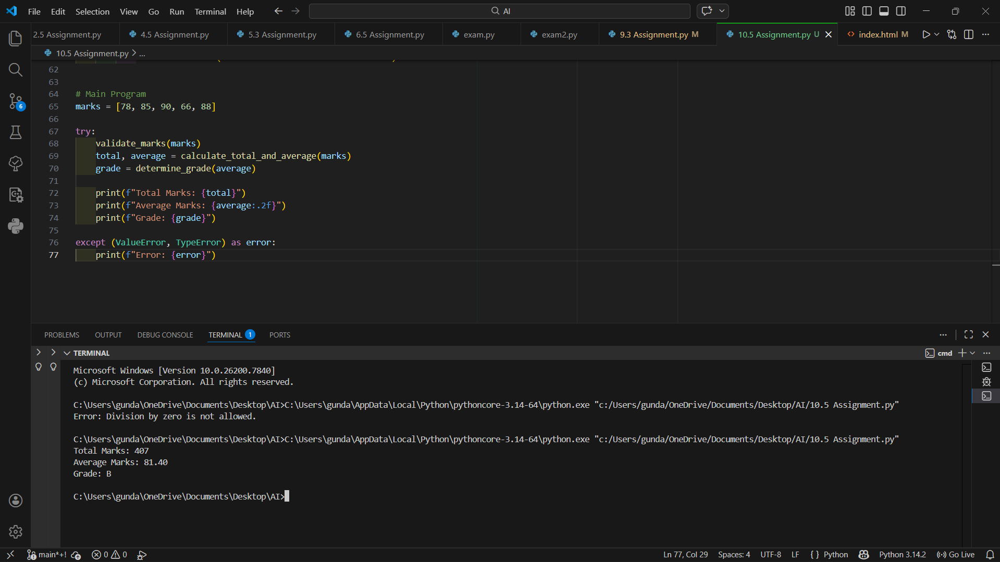 File Edit Selection View Go Run Terminal Help
AI
2.5 Assignment.py
4.5 Assignment.py
5.3 Assignment.py
6.5 Assignment.py
exam.py
exam2.py
9.3 Assignment.py M
10.5 Assignment.py U
index.html M
10.5 Assignment.py > ...
62
63
64 # Main Program
65 marks = [78, 85, 90, 66, 88]
66
67 try:
68 validate_marks(marks)
69 total, average = calculate_total_and_average(marks)
70 grade = determine_grade(average)
71
72 print(f"Total Marks: {total}")
73 print(f"Average Marks: {average:.2f}")
74 print(f"Grade: {grade}")
75
76 except (ValueError, TypeError) as error:
77 print(f"Error: {error}")
6
PROBLEMS OUTPUT DEBUG CONSOLE TERMINAL 1 PORTS
TERMINAL
cmd
Microsoft Windows [Version 10.0.26200.7840]
(c) Microsoft Corporation. All rights reserved.
C:\Users\gunda\OneDrive\Documents\Desktop\AI>C:\Users\gunda\AppData\Local\Python\pythoncore-3.14-64\python.exe "c:/Users/gunda/OneDrive/Documents/Desktop/AI/10.5 Assignment.py"
Error: Division by zero is not allowed.
C:\Users\gunda\OneDrive\Documents\Desktop\AI>C:\Users\gunda\AppData\Local\Python\pythoncore-3.14-64\python.exe "c:/Users/gunda/OneDrive/Documents/Desktop/AI/10.5 Assignment.py"
Total Marks: 407
Average Marks: 81.40
Grade: B
C:\Users\gunda\OneDrive\Documents\Desktop\AI>
main*+! 0 0 Ln 77, Col 29 Spaces: 4 UTF-8 LF { } Python Python 3.14.2 Go Live